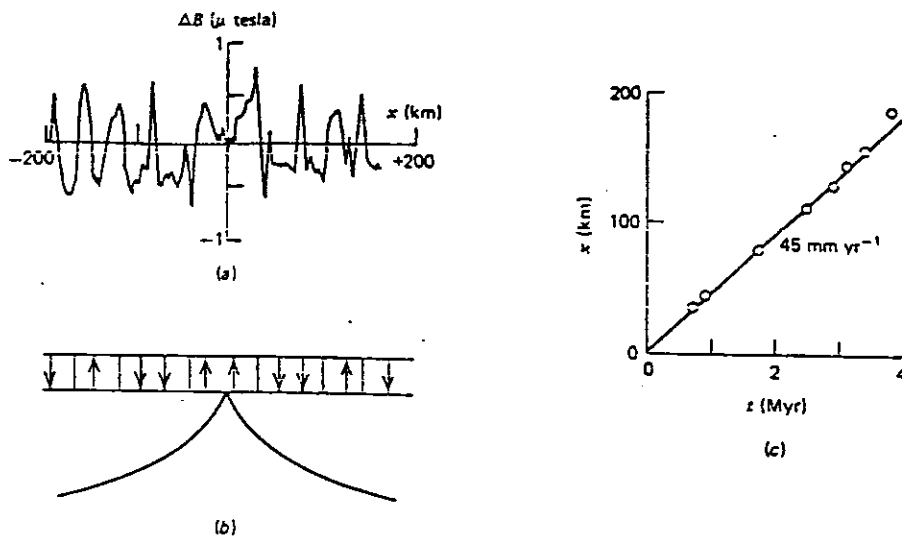 ΔB (μ tesla)
1
x (km)
−200
+200
−1
(a)
(b)
200
x (km)
100
45 mm yr⁻¹
0
0
2
4
t (Myr)
(c)